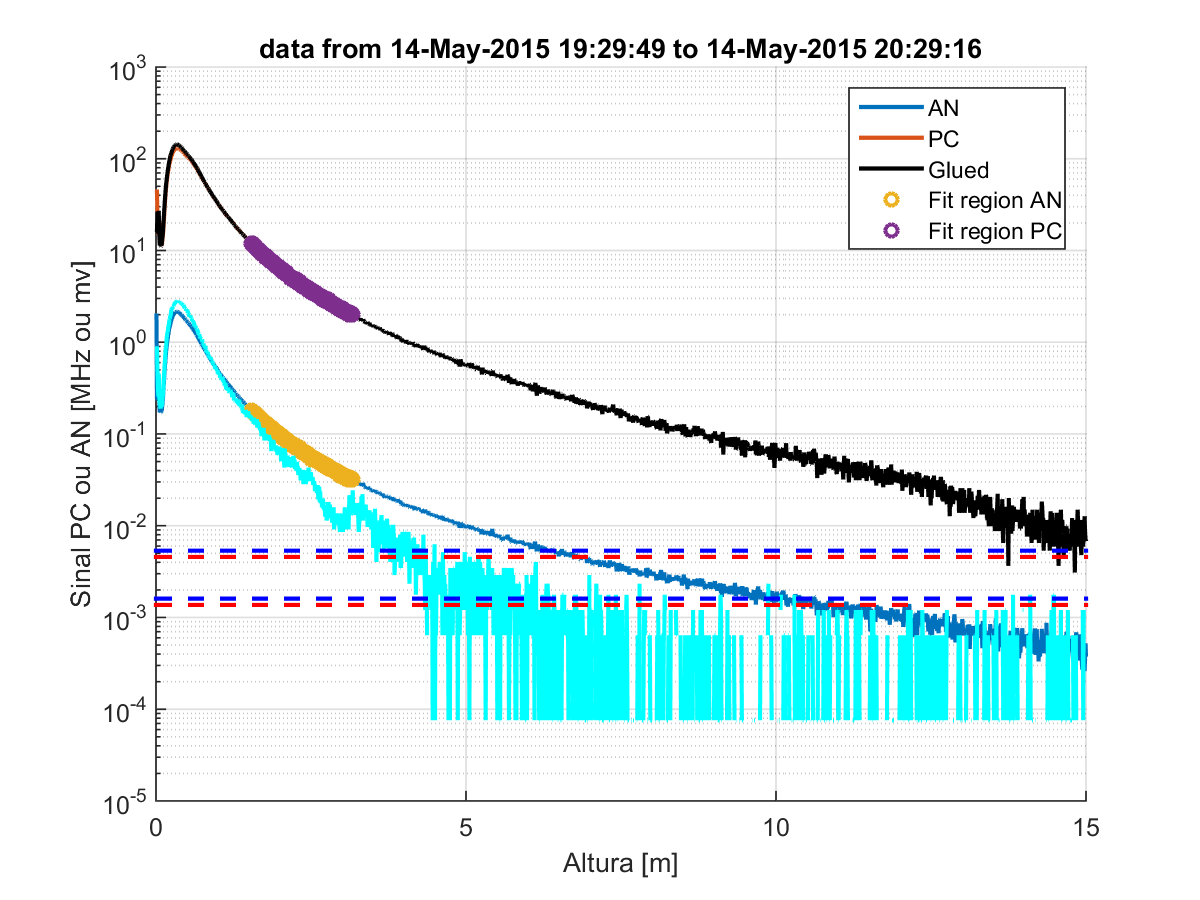 data from 14-May-2015 19:29:49 to 14-May-2015 20:29:16
10^3
10^2
10^1
10^0
10^-1
10^-2
10^-3
10^-4
10^-5
Sinal PC ou AN [MHz ou mv]
AN
PC
Glued
Fit region AN
Fit region PC
0
5
10
15
Altura [m]